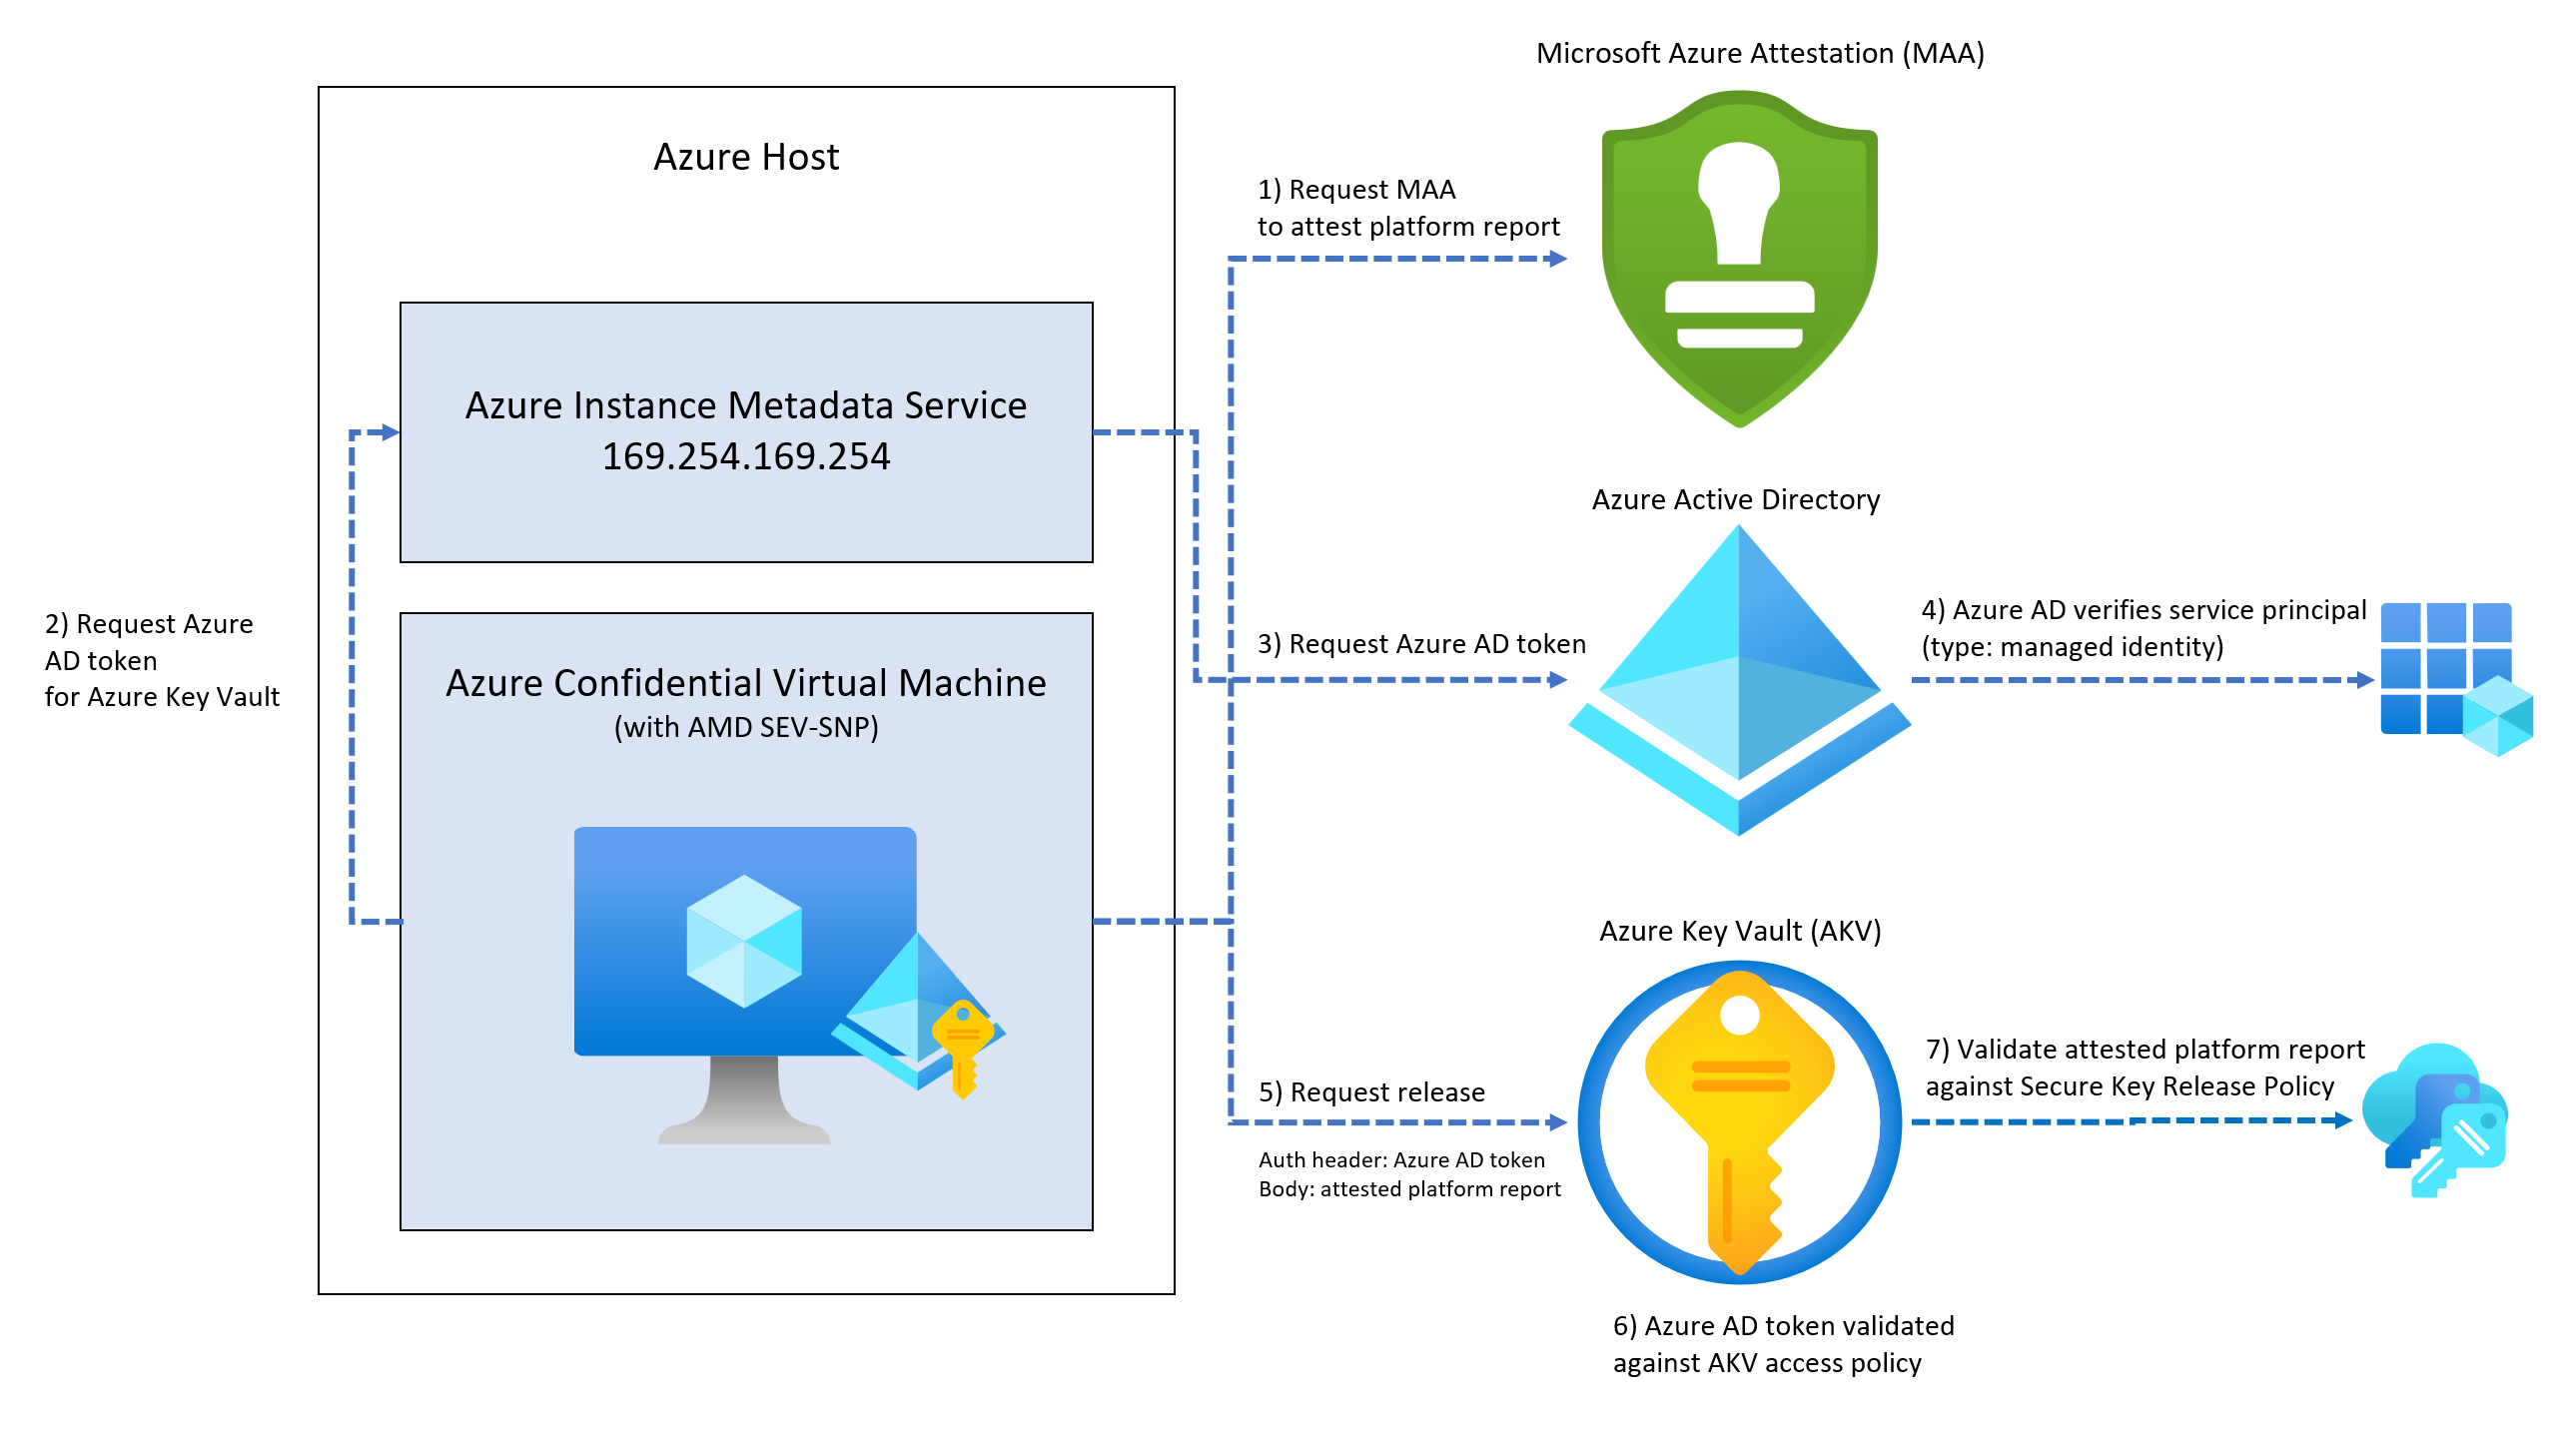 Microsoft Azure Attestation (MAA)
Azure Host
1) Request MAA
to attest platform report
Azure Instance Metadata Service
169.254.169.254
Azure Active Directory
2) Request Azure
AD token
for Azure Key Vault
3) Request Azure AD token
4) Azure AD verifies service principal
(type: managed identity)
Azure Confidential Virtual Machine
(with AMD SEV-SNP)
Azure Key Vault (AKV)
5) Request release
Auth header: Azure AD token
Body: attested platform report
7) Validate attested platform report
against Secure Key Release Policy
6) Azure AD token validated
against AKV access policy